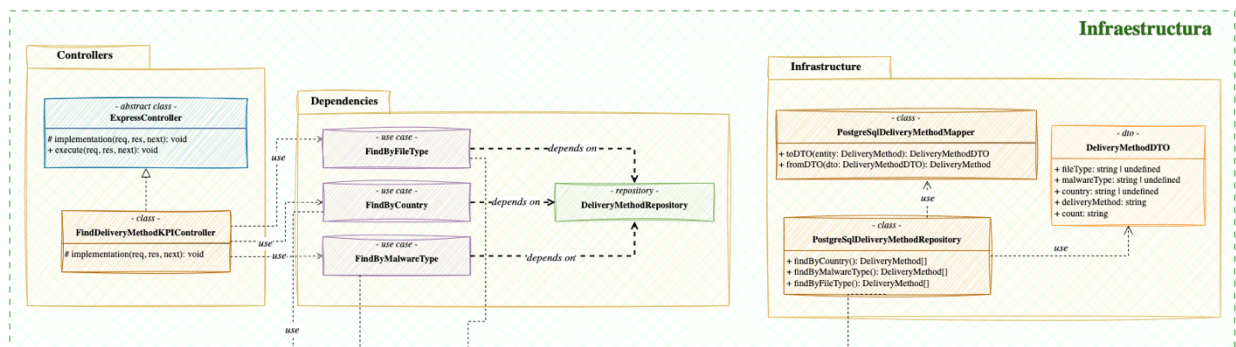 Infraestructura
Controllers
- abstract class -
ExpressController
# implementation(req, res, next): void
+ execute(req, res, next): void
- class -
FindDeliveryMethodKPIController
# implementation(req, res, next): void
use
use
use
use
Dependencies
- use case -
FindByFileType
- use case -
FindByCountry
- use case -
FindByMalwareType
depends on
depends on
depends on
- repository -
DeliveryMethodRepository
Infrastructure
- class -
PostgreSqlDeliveryMethodMapper
+ toDTO(entity: DeliveryMethod): DeliveryMethodDTO
+ fromDTO(dto: DeliveryMethodDTO): DeliveryMethod
use
- class -
PostgreSqlDeliveryMethodRepository
+ findByCountry(): DeliveryMethod[]
+ findByMalwareType(): DeliveryMethod[]
+ findByFileType(): DeliveryMethod[]
use
- dto -
DeliveryMethodDTO
+ fileType: string | undefined
+ malwareType: string | undefined
+ country: string | undefined
+ deliveryMethod: string
+ count: string